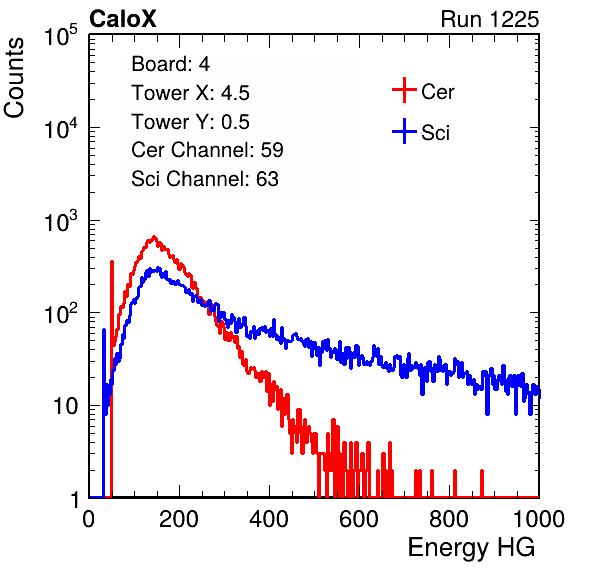 CaloX Run 1225
Board: 4
Tower X: 4.5
Tower Y: 0.5
Cer Channel: 59
Sci Channel: 63
Cer
Sci
Counts
10^5
10^4
10^3
10^2
10
1
0 200 400 600 800 1000
Energy HG